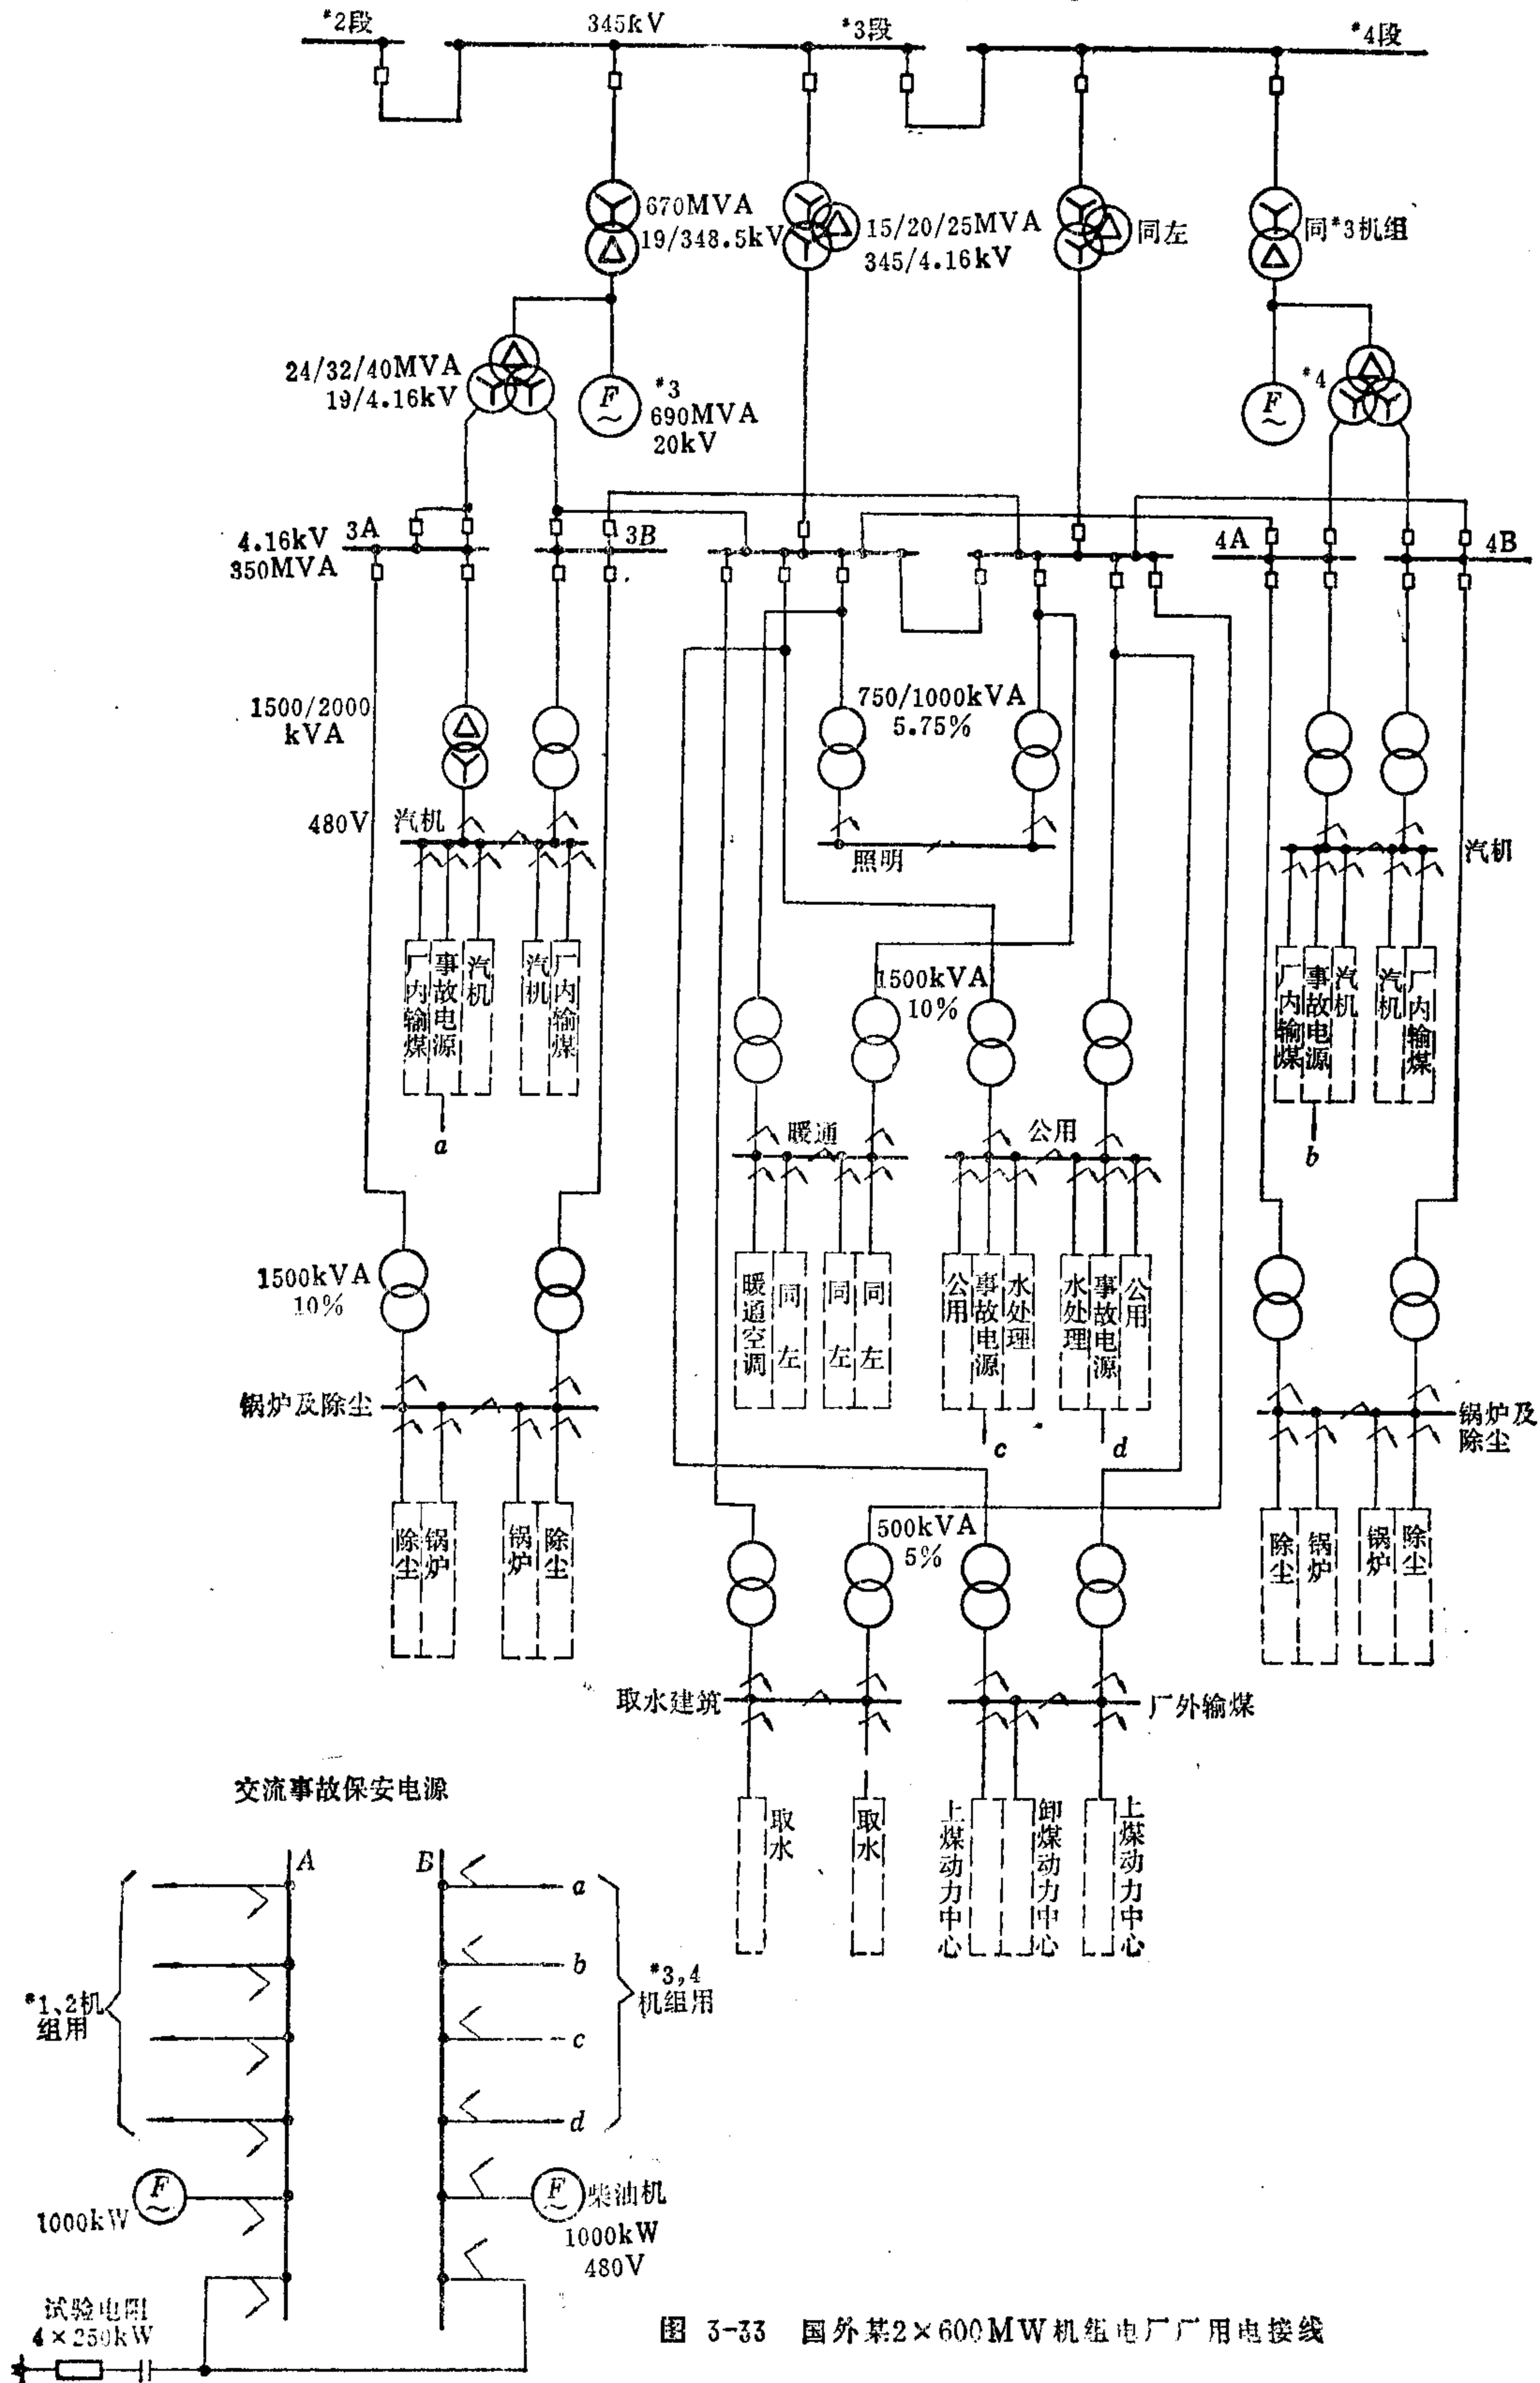 #2段
345kV
#3段
#4段
670MVA
19/348.5kV
15/20/25MVA
345/4.16kV
同左
同#3机组
24/32/40MVA
19/4.16kV
F
~
#3
690MVA
20kV
#4
F
~
4.16kV
350MVA
3A
3B
4A
4B
1500/2000
kVA
750/1000kVA
5.75%
480V
汽机
照明
汽机
厂内输煤
事故电源
汽机
汽机
厂内输煤
a
1500kVA
10%
厂内输煤
事故电源
汽机
汽机
厂内输煤
b
暖通
公用
1500kVA
10%
暖通空调
同左
同左
同左
公用
事故电源
水处理
水处理
事故电源
公用
c
d
锅炉及除尘
锅炉及
除尘
除尘
锅炉
锅炉
除尘
除尘
锅炉
锅炉
除尘
500kVA
5%
取水建筑
厂外输煤
取水
取水
上煤动力中心
卸煤动力中心
上煤动力中心
交流事故保安电源
A
B
a
b
c
d
#1、2机
组用
#3,4
机组用
F
~
1000kW
F
~
柴油机
1000kW
480V
试验电阻
4×250kW
图 3-33 国外某2×600MW机组电厂厂用电接线